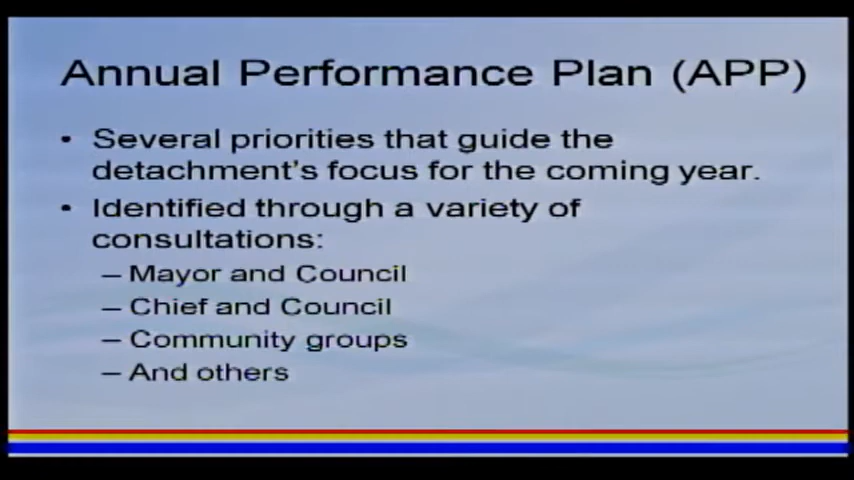 Annual Performance Plan (APP)
• Several priorities that guide the
detachment's focus for the coming year.
• Identified through a variety of
consultations:
– Mayor and Council
– Chief and Council
– Community groups
– And others